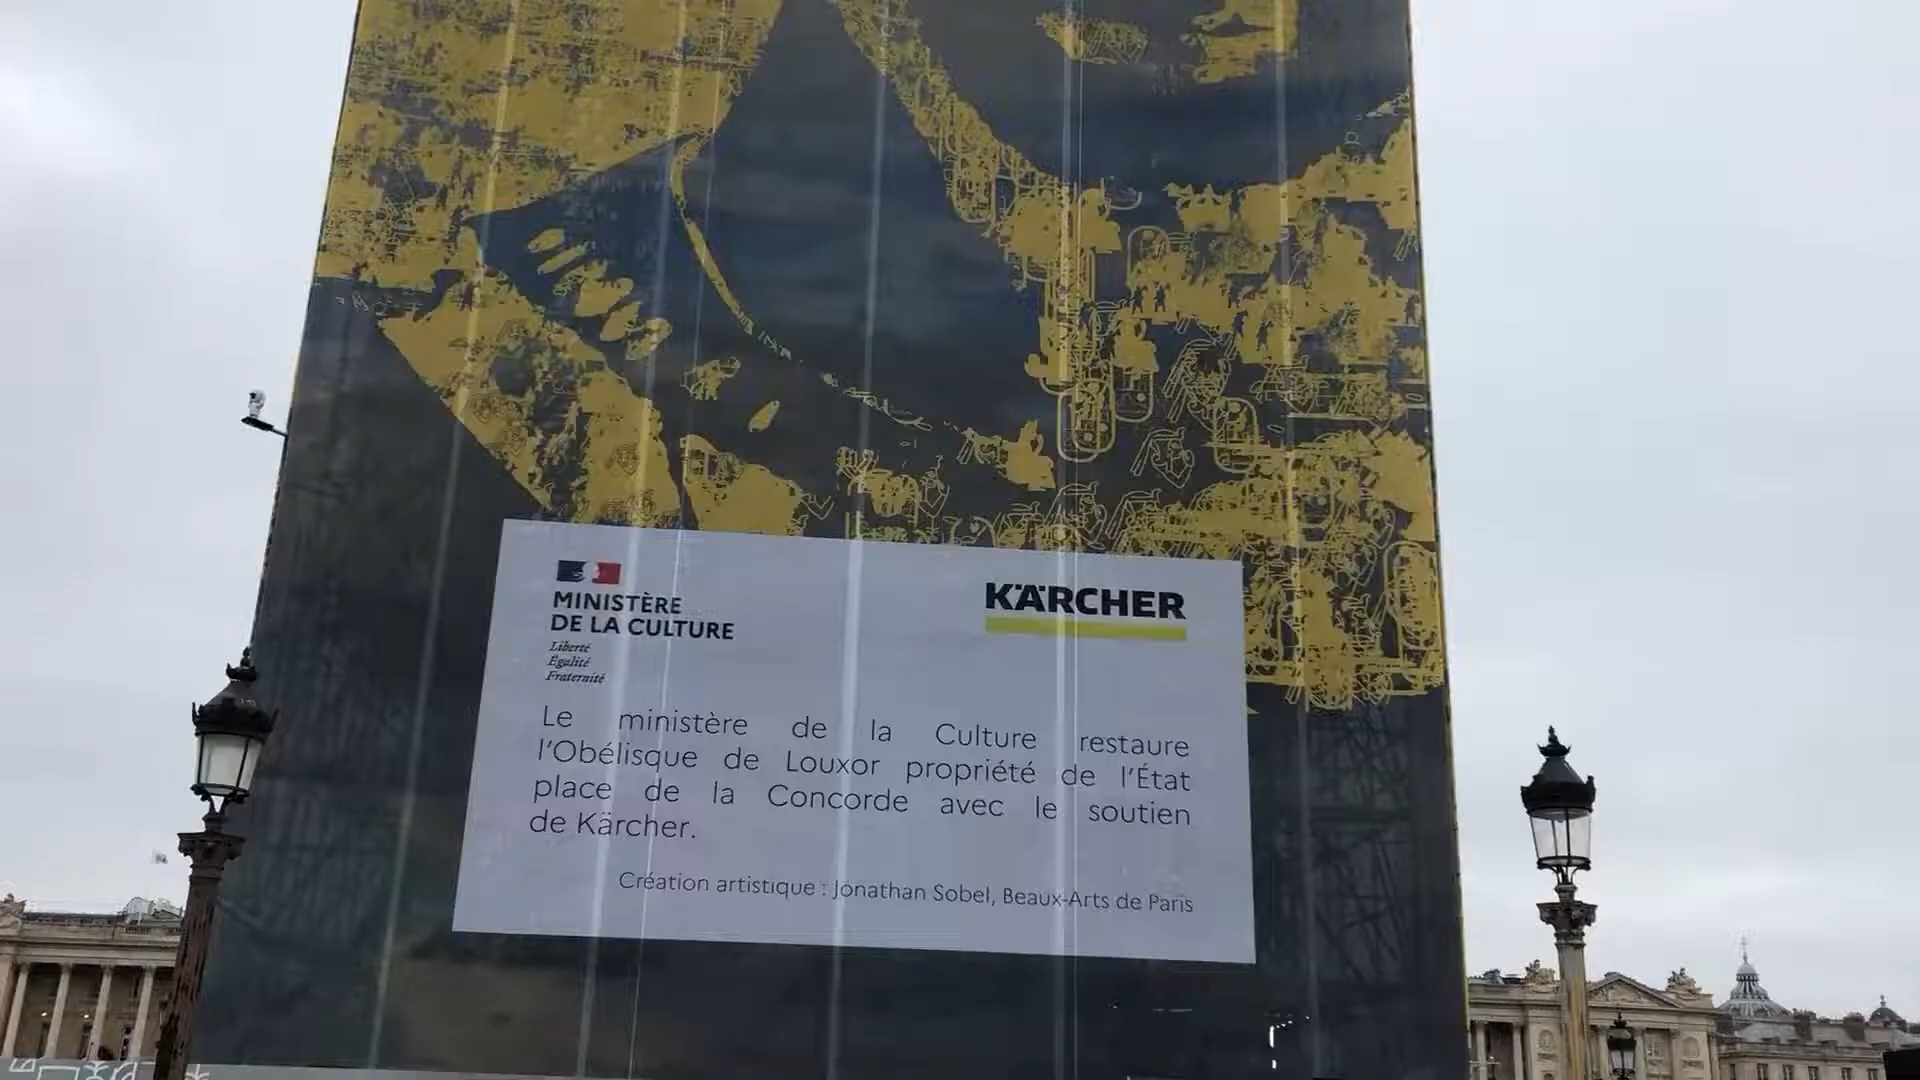 MINISTÈRE
DE LA CULTURE
Liberté
Égalité
Fraternité
KÄRCHER
Le ministère de la Culture restaure
l'Obélisque de Louxor propriété de l'État
place de la Concorde avec le soutien
de Kärcher.
Création artistique : Jonathan Sobel, Beaux-Arts de Paris